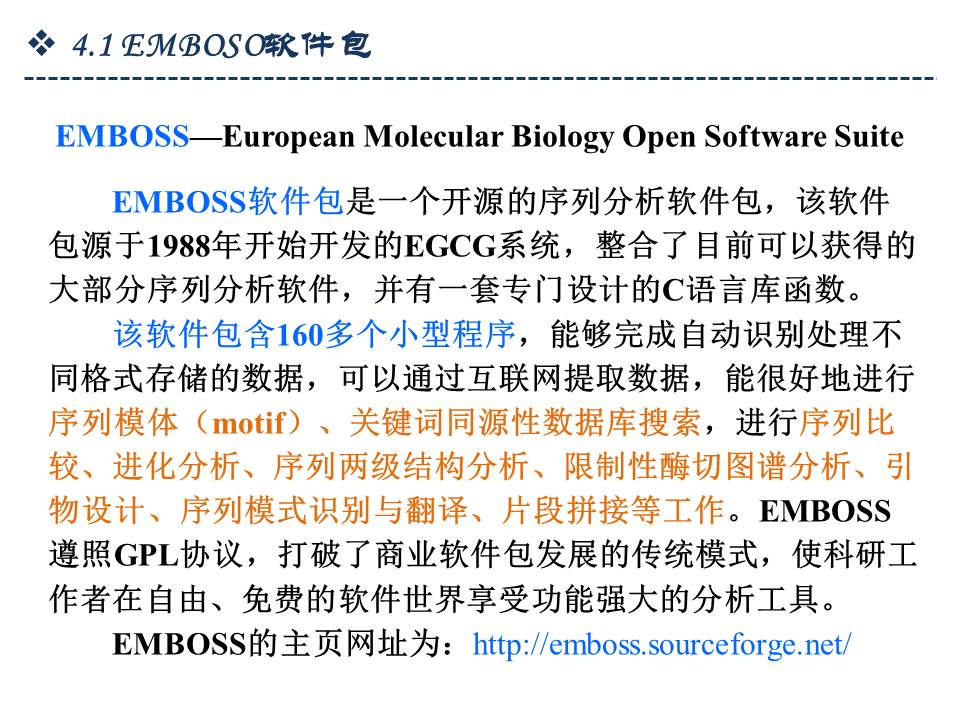 ❖ 4.1 EMBOSO软件包
EMBOSS—European Molecular Biology Open Software Suite
EMBOSS软件包是一个开源的序列分析软件包，该软件
包源于1988年开始开发的EGCG系统，整合了目前可以获得的
大部分序列分析软件，并有一套专门设计的C语言库函数。
该软件包含160多个小型程序，能够完成自动识别处理不
同格式存储的数据，可以通过互联网提取数据，能很好地进行
序列模体（motif）、关键词同源性数据库搜索，进行序列比
较、进化分析、序列两级结构分析、限制性酶切图谱分析、引
物设计、序列模式识别与翻译、片段拼接等工作。EMBOSS
遵照GPL协议，打破了商业软件包发展的传统模式，使科研工
作者在自由、免费的软件世界享受功能强大的分析工具。
EMBOSS的主页网址为：http://emboss.sourceforge.net/